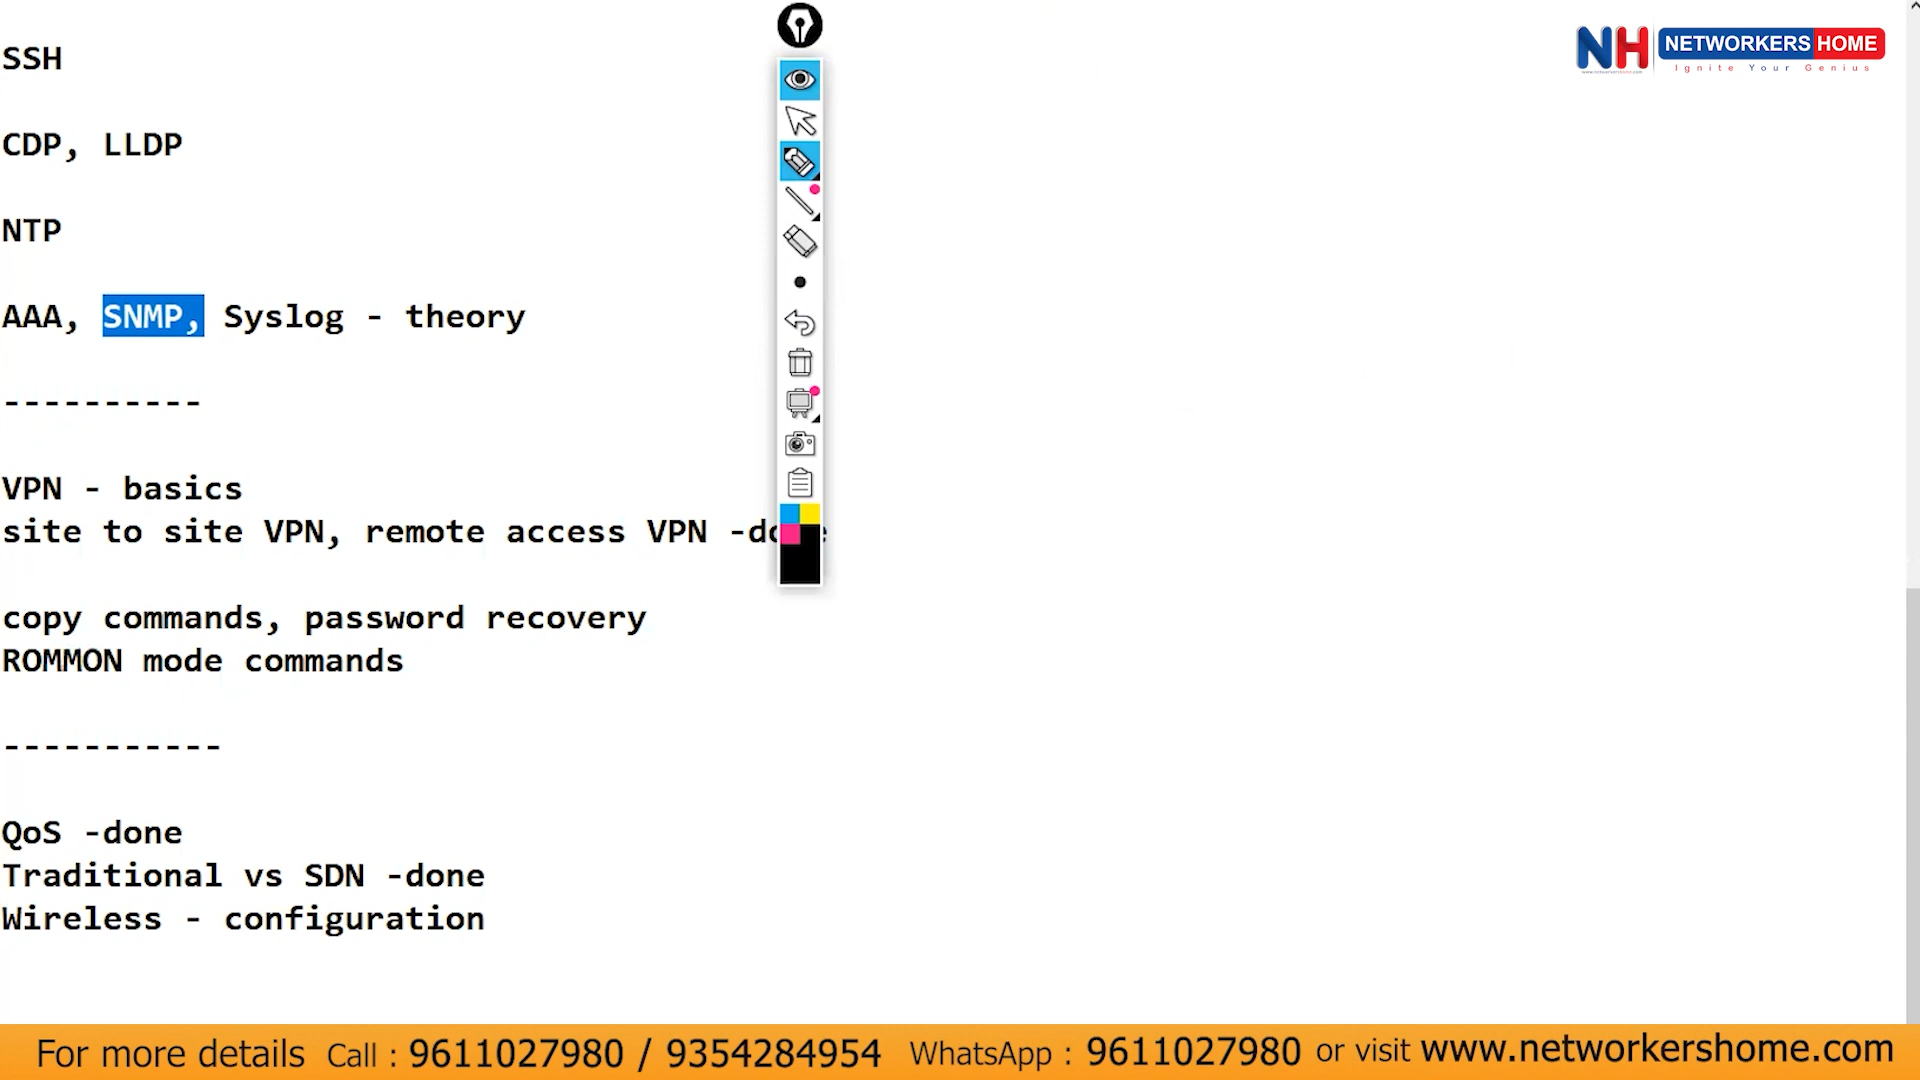 SSH
NH NETWORKERS HOME
Ignite Your Genius
CDP, LLDP
NTP
AAA, SNMP, Syslog - theory
----------
VPN - basics
site to site VPN, remote access VPN -done
copy commands, password recovery
ROMMON mode commands
-----------
QoS -done
Traditional vs SDN -done
Wireless - configuration
For more details Call : 9611027980 / 9354284954 WhatsApp : 9611027980 or visit www.networkershome.com